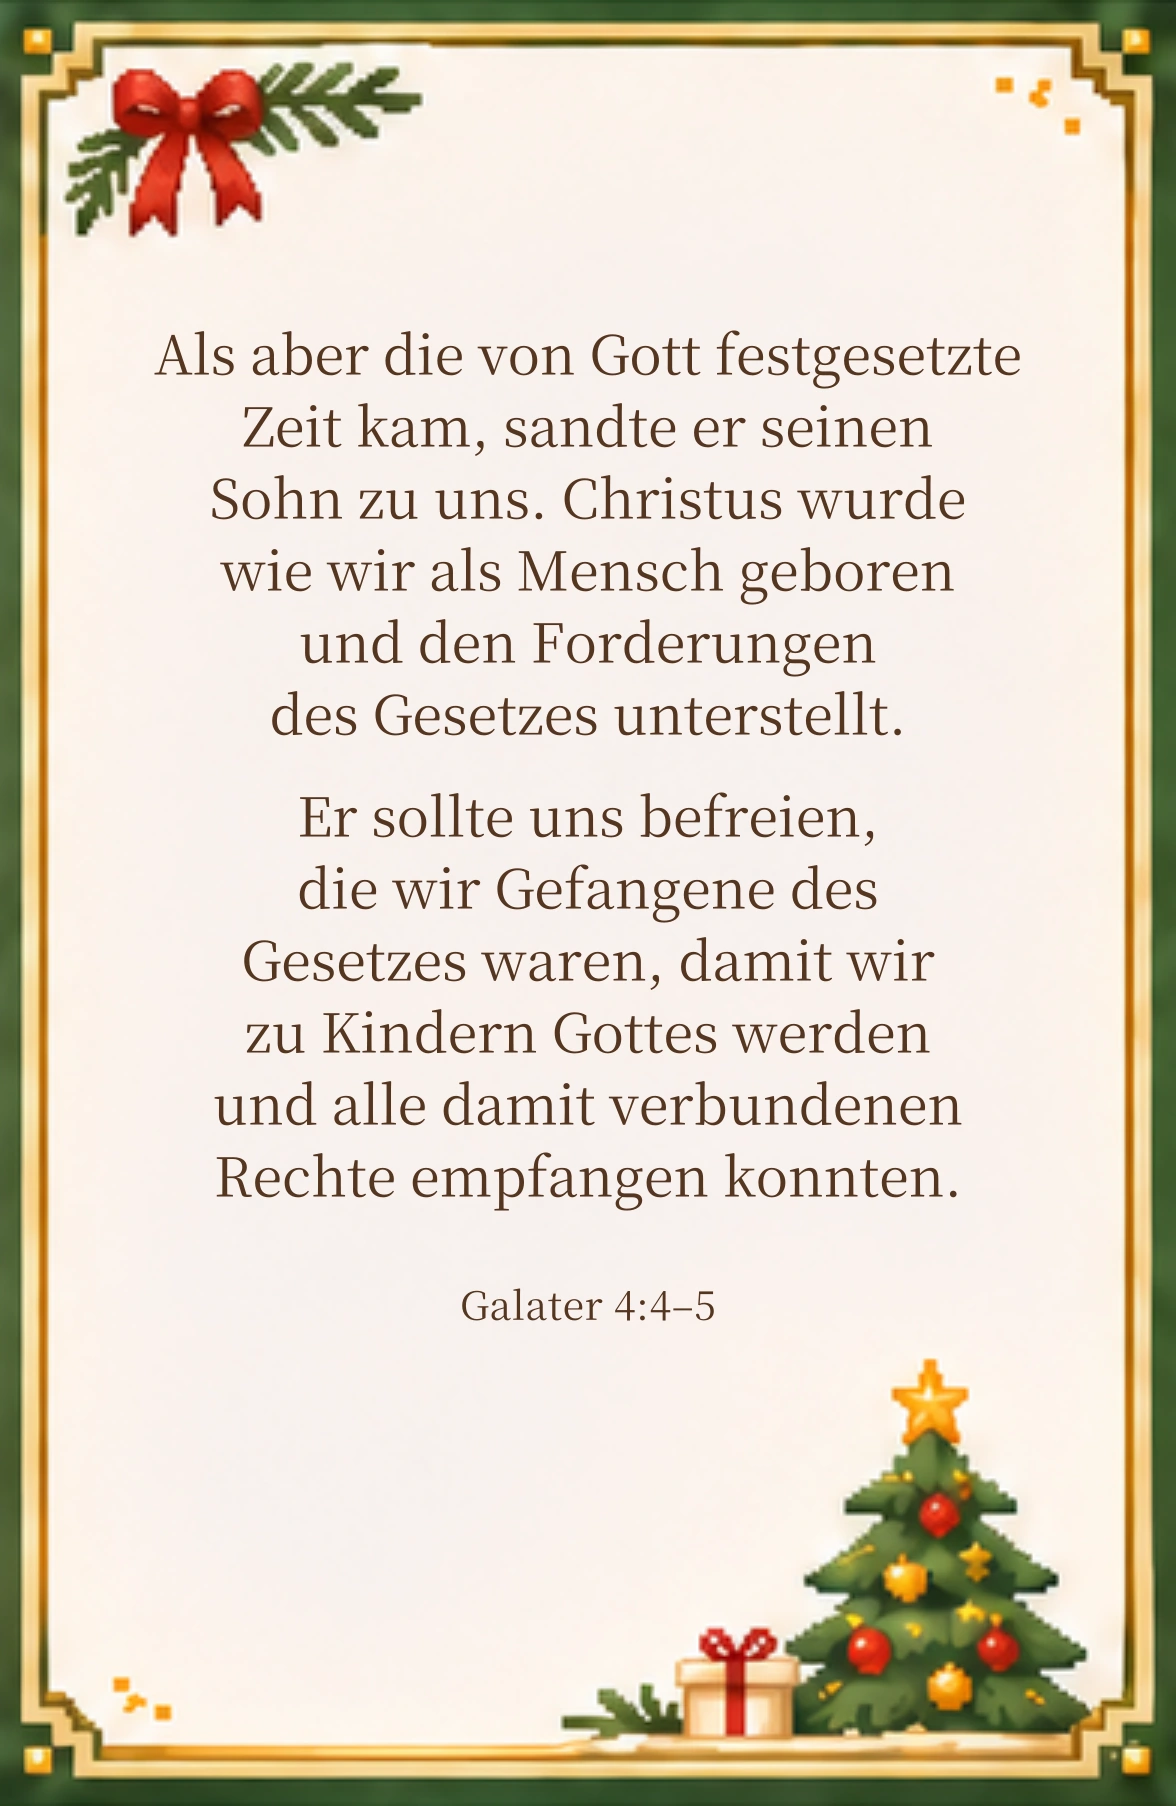 Als aber die von Gott festgesetzte
Zeit kam, sandte er seinen
Sohn zu uns. Christus wurde
wie wir als Mensch geboren
und den Forderungen
des Gesetzes unterstellt.
Er sollte uns befreien,
die wir Gefangene des
Gesetzes waren, damit wir
zu Kindern Gottes werden
und alle damit verbundenen
Rechte empfangen konnten.
Galater 4:4–5